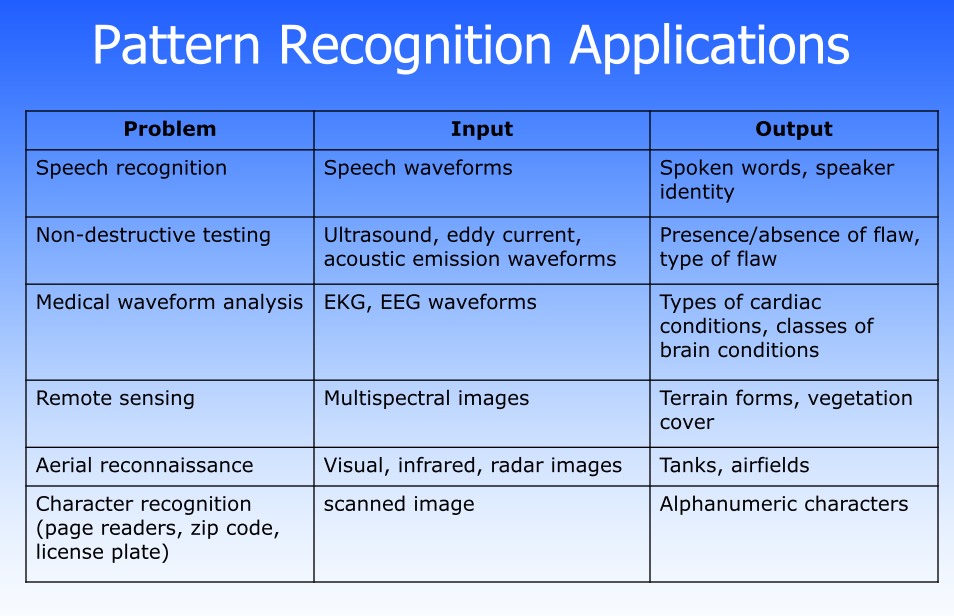 Pattern Recognition Applications
Problem Input Output
Speech recognition Speech waveforms Spoken words, speaker
identity
Non-destructive testing Ultrasound, eddy current, Presence/absence of flaw,
acoustic emission waveforms type of flaw
Medical waveform analysis EKG, EEG waveforms Types of cardiac
conditions, classes of
brain conditions
Remote sensing Multispectral images Terrain forms, vegetation
cover
Aerial reconnaissance Visual, infrared, radar images Tanks, airfields
Character recognition scanned image Alphanumeric characters
(page readers, zip code,
license plate)